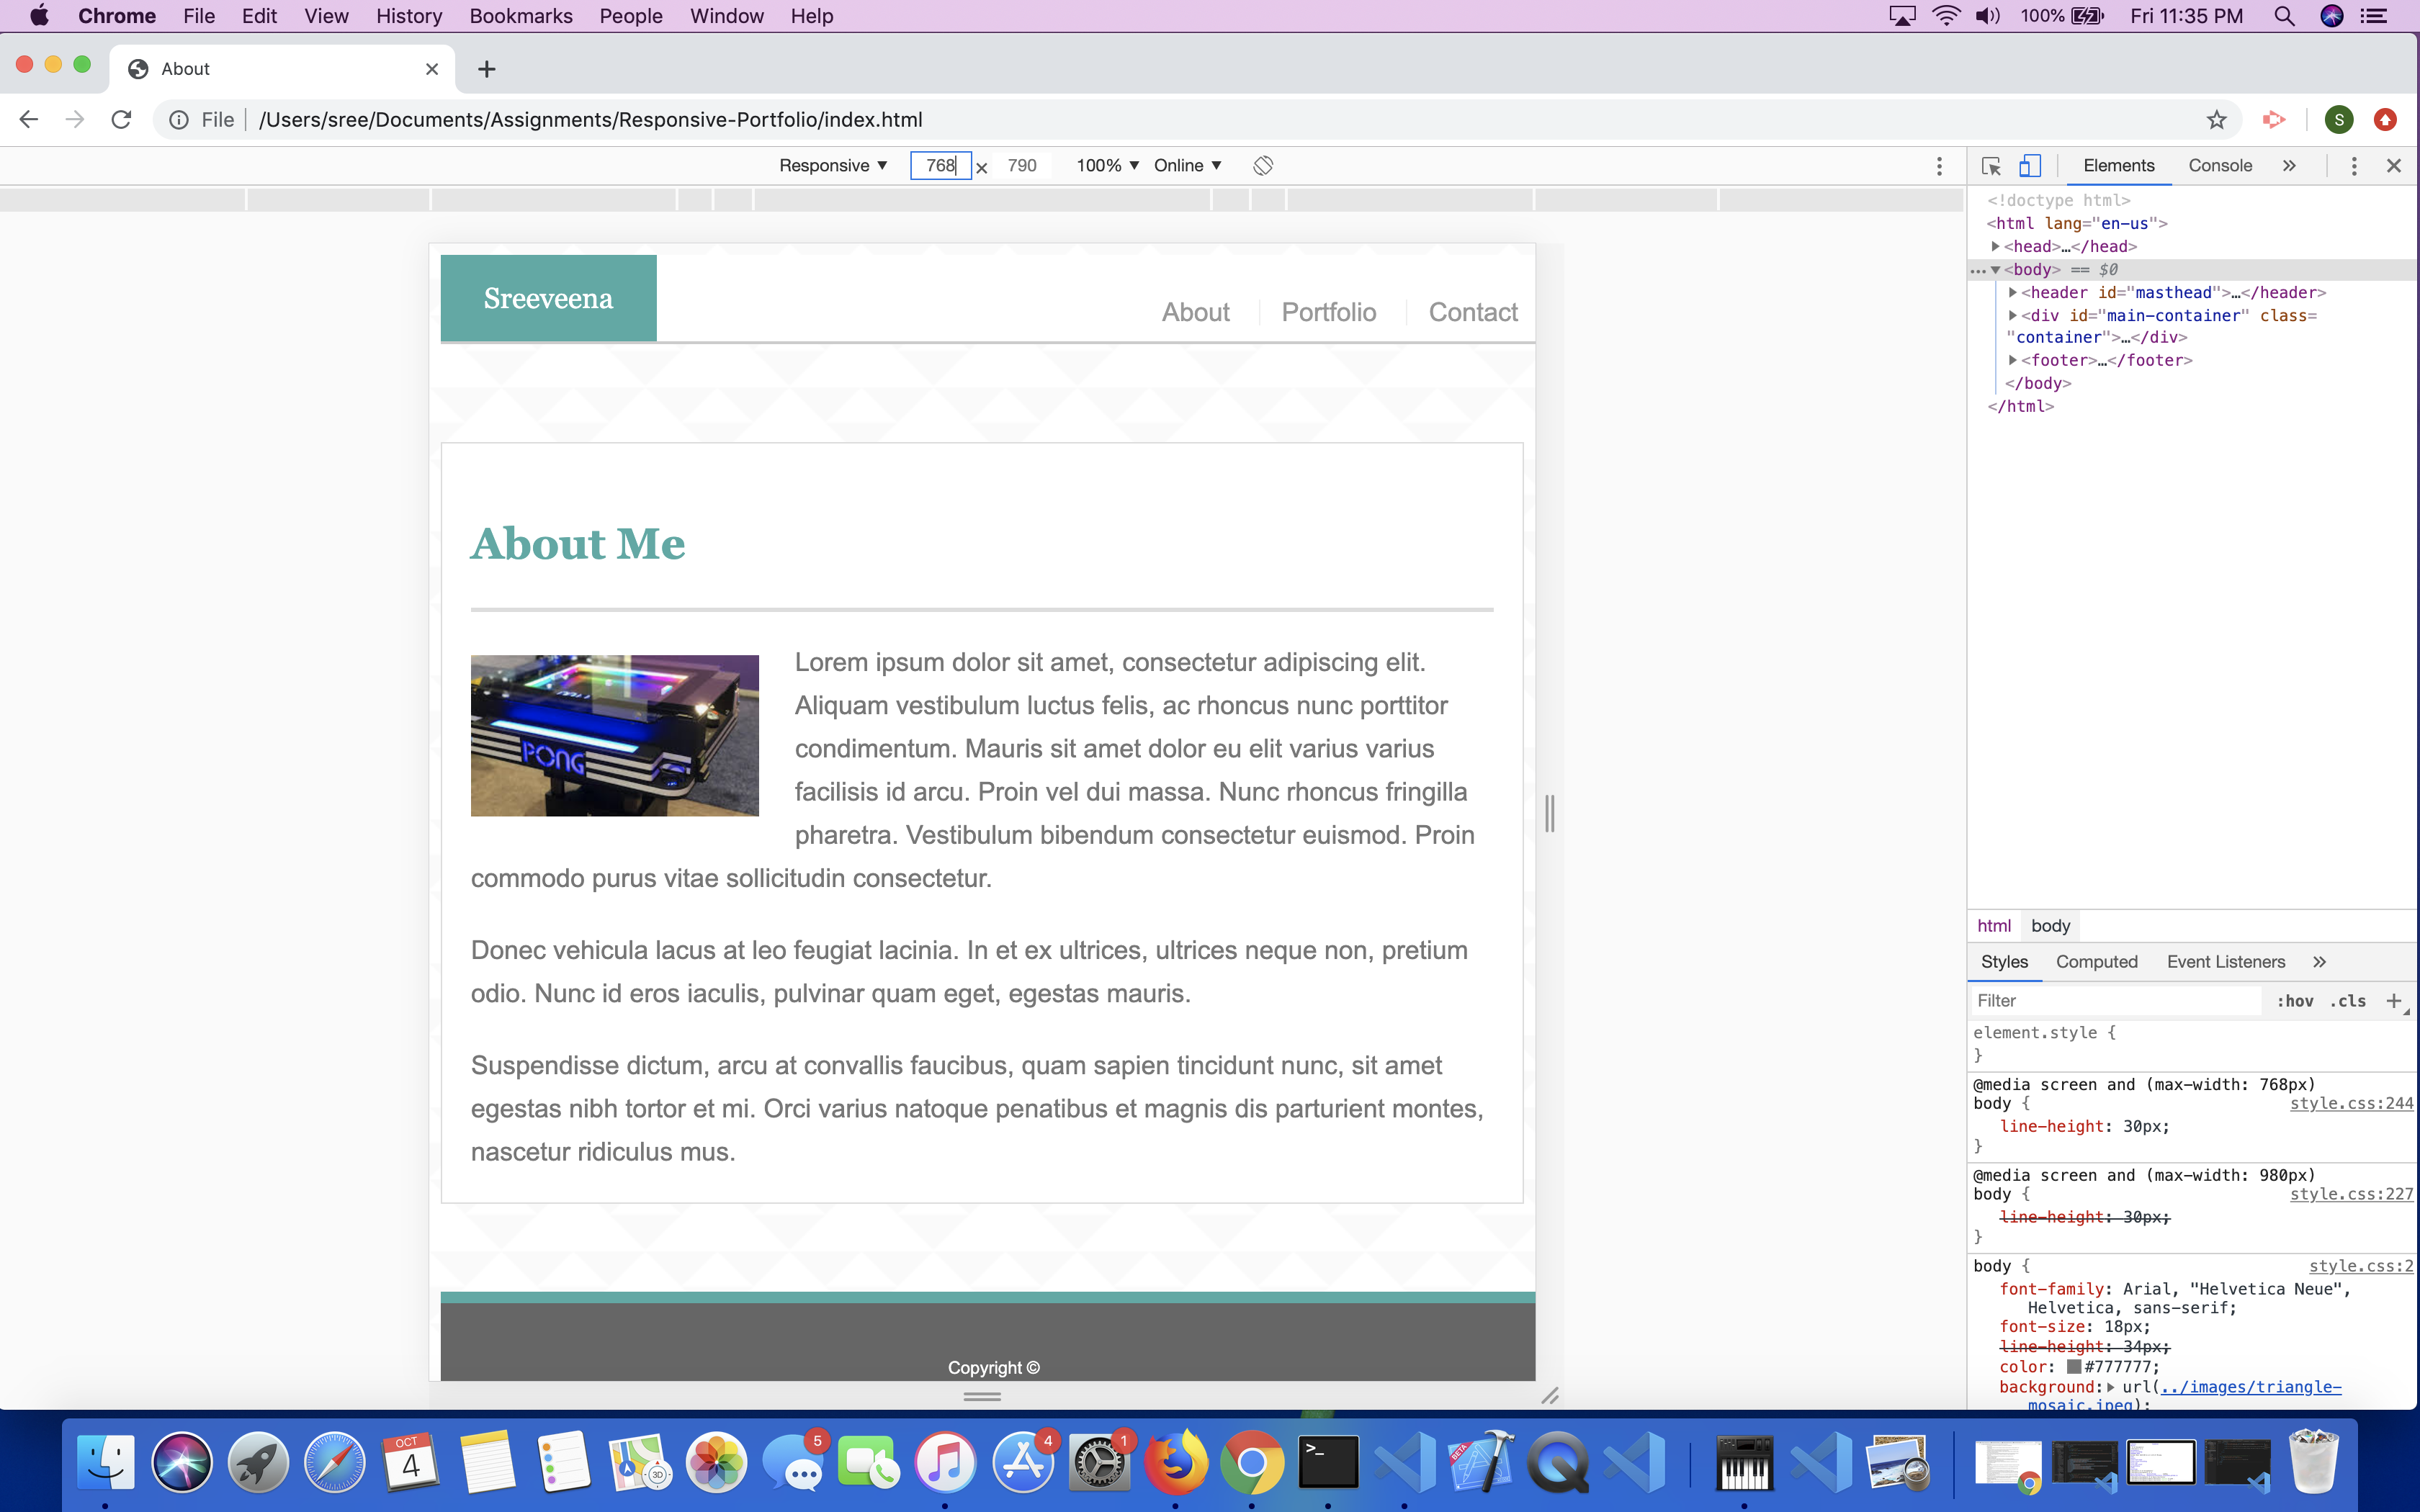 Chrome File Edit View History Bookmarks People Window Help 100% Fri 11:35 PM
About
File /Users/sree/Documents/Assignments/Responsive-Portfolio/index.html S
Responsive ▼ 768 × 790 100% ▼ Online ▼
Elements Console »
Sreeveena
About Portfolio Contact
About Me
PONG
Lorem ipsum dolor sit amet, consectetur adipiscing elit.
Aliquam vestibulum luctus felis, ac rhoncus nunc porttitor
condimentum. Mauris sit amet dolor eu elit varius varius
facilisis id arcu. Proin vel dui massa. Nunc rhoncus fringilla
pharetra. Vestibulum bibendum consectetur euismod. Proin
commodo purus vitae sollicitudin consectetur.
Donec vehicula lacus at leo feugiat lacinia. In et ex ultrices, ultrices neque non, pretium
odio. Nunc id eros iaculis, pulvinar quam eget, egestas mauris.
Suspendisse dictum, arcu at convallis faucibus, quam sapien tincidunt nunc, sit amet
egestas nibh tortor et mi. Orci varius natoque penatibus et magnis dis parturient montes,
nascetur ridiculus mus.
Copyright ©
<!doctype html>
<html lang="en-us">
▶<head>…</head>
…▼<body> == $0
▶<header id="masthead">…</header>
▶<div id="main-container" class=
"container">…</div>
▶<footer>…</footer>
</body>
</html>
html body
Styles Computed Event Listeners »
Filter :hov .cls +
element.style {
}
@media screen and (max-width: 768px)
body { style.css:244
line-height: 30px;
}
@media screen and (max-width: 980px)
body { style.css:227
line-height: 30px;
}
body { style.css:2
font-family: Arial, "Helvetica Neue",
Helvetica, sans-serif;
font-size: 18px;
line-height: 34px;
color: #777777;
background:▶ url(../images/triangle-
mosaic.jpeg);
OCT
4
3D
5
4
1
>_
BETA